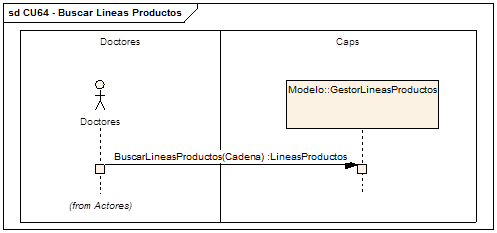 sd CU64 - Buscar Lineas Productos
Doctores
Caps
Modelo::GestorLineasProductos
Doctores
BuscarLineasProductos(Cadena) :LineasProductos
(from Actores)